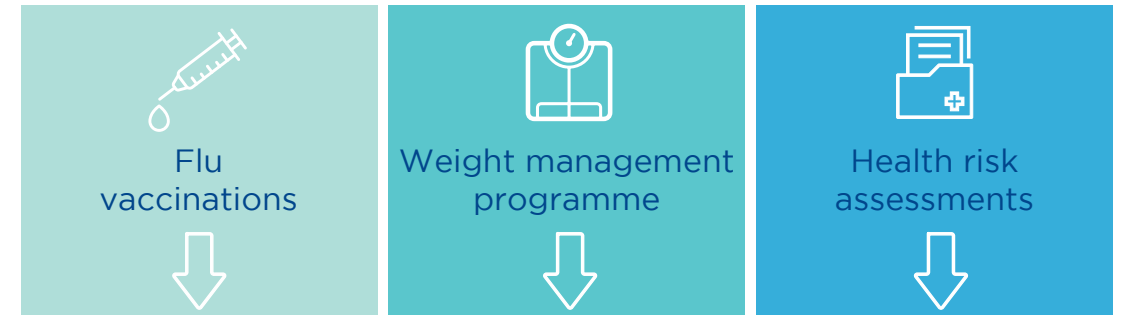 Flu
vaccinations
Weight management
programme
Health risk
assessments